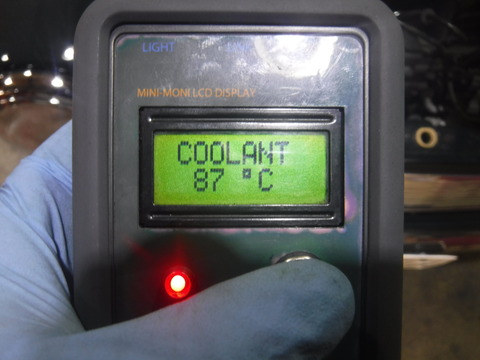 LIGHT
MINI-MONI LCD DISPLAY
COOLANT
87 °C